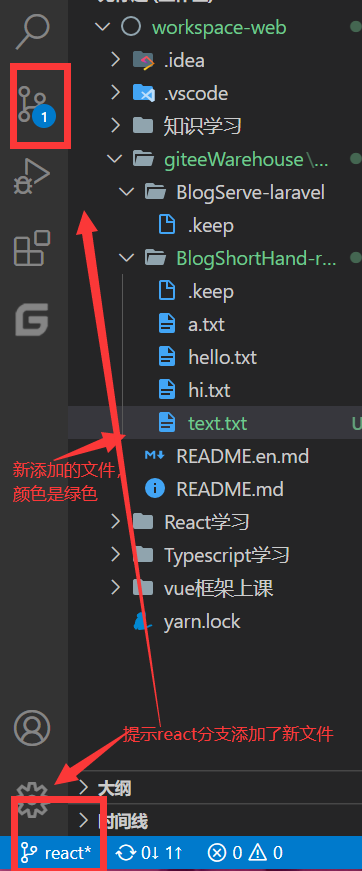 workspace-web
1
.idea
.vscode
知识学习
giteeWarehouse\...
BlogServe-laravel
.keep
BlogShortHand-r...
.keep
a.txt
hello.txt
hi.txt
text.txt U
新添加的文件，
颜色是绿色
README.en.md
README.md
React学习
Typescript学习
vue框架上课
yarn.lock
提示react分支添加了新文件
大纲
时间线
react* 0↓ 1↑ 0 0